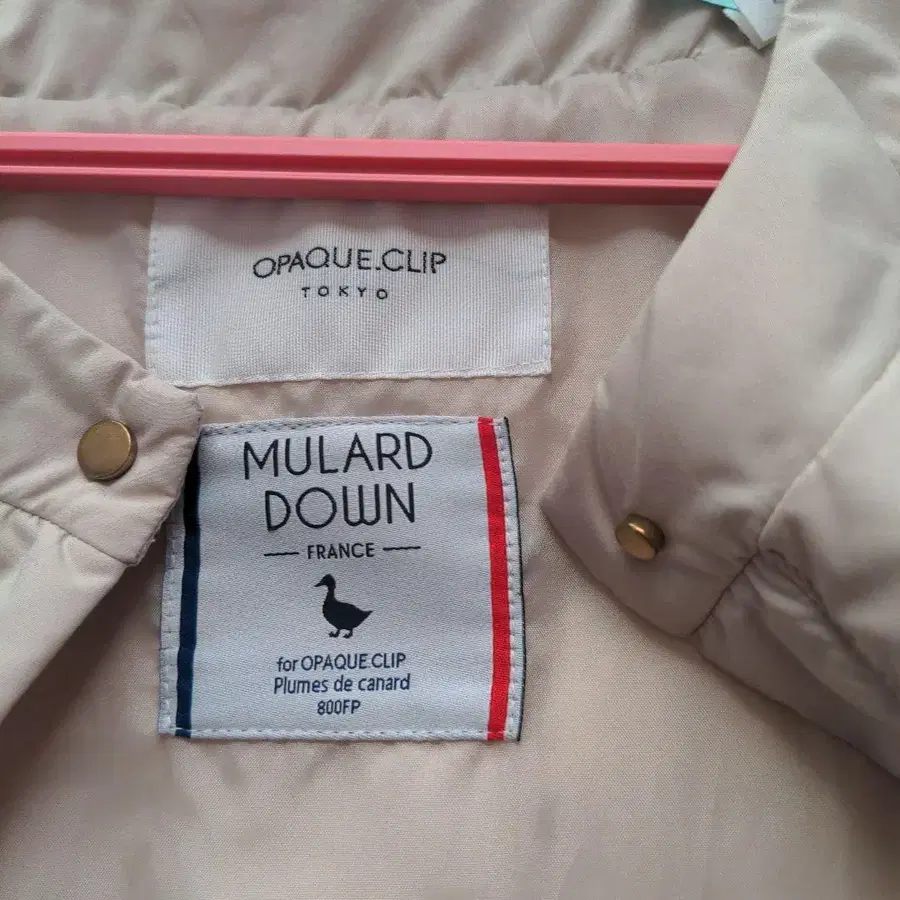 OPAQUE.CLIP
TOKYO
MULARD
DOWN
FRANCE
for OPAQUE.CLIP
Plumes de canard
800FP